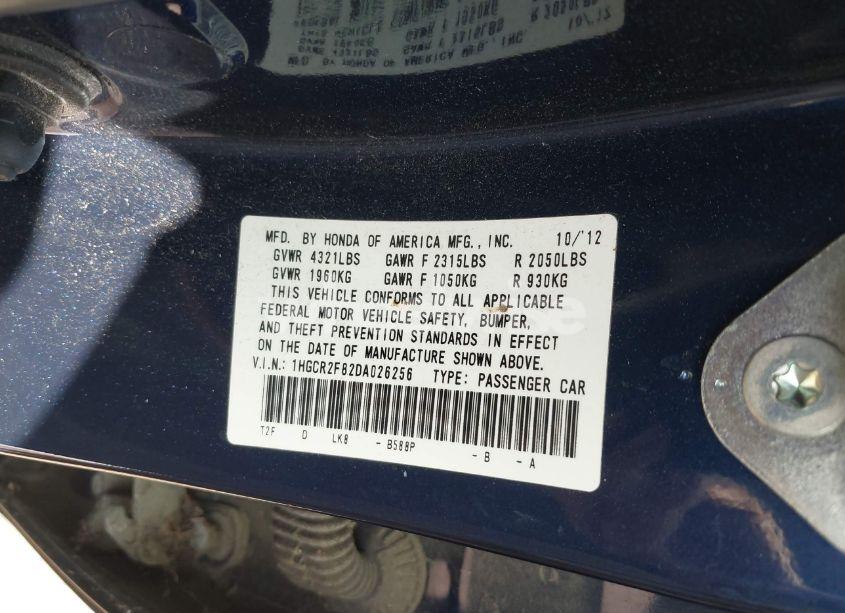 MFD. BY HONDA OF AMERICA MFG., INC. 10/'12
GVWR 4321LBS GAWR F 2315LBS R 2050LBS
GVWR 1960KG GAWR F 1050KG R 930KG
THIS VEHICLE CONFORMS TO ALL APPLICABLE
FEDERAL MOTOR VEHICLE SAFETY, BUMPER,
AND THEFT PREVENTION STANDARDS IN EFFECT
ON THE DATE OF MANUFACTURE SHOWN ABOVE.
V.I.N.: 1HGCR2F82DA026256 TYPE: PASSENGER CAR
T2F D LK8 - B588P - B - A